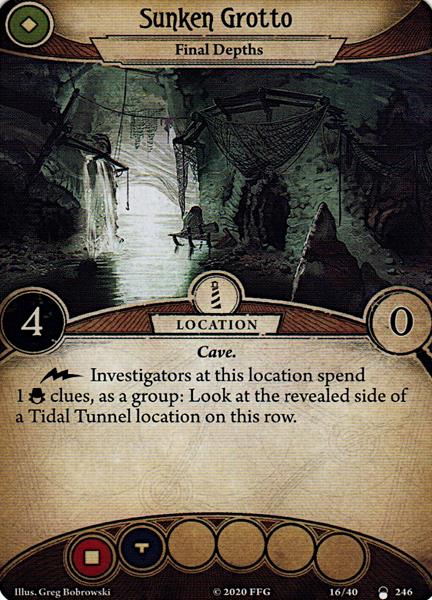 Sunken Grotto
Final Depths
4
LOCATION
0
Cave.
Investigators at this location spend
1 clues, as a group: Look at the revealed side of
a Tidal Tunnel location on this row.
Illus. Greg Bobrowski
© 2020 FFG
16/40
246